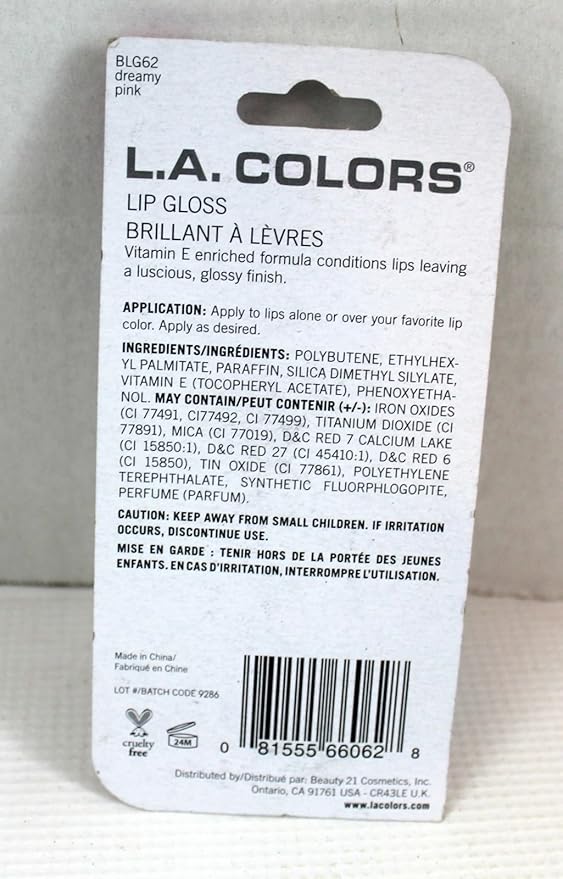 BLG62
dreamy
pink
L.A. COLORS®
LIP GLOSS
BRILLANT À LÈVRES
Vitamin E enriched formula conditions lips leaving
a luscious, glossy finish.
APPLICATION: Apply to lips alone or over your favorite lip
color. Apply as desired.
INGREDIENTS/INGRÉDIENTS: POLYBUTENE, ETHYLHEX-
YL PALMITATE, PARAFFIN, SILICA DIMETHYL SILYLATE,
VITAMIN E (TOCOPHERYL ACETATE), PHENOXYETHA-
NOL. MAY CONTAIN/PEUT CONTENIR (+/-): IRON OXIDES
(CI 77491, CI77492, CI 77499), TITANIUM DIOXIDE (CI
77891), MICA (CI 77019), D&C RED 7 CALCIUM LAKE
(CI 15850:1), D&C RED 27 (CI 45410:1), D&C RED 6
(CI 15850), TIN OXIDE (CI 77861), POLYETHYLENE
TEREPHTHALATE, SYNTHETIC FLUORPHLOGOPITE,
PERFUME (PARFUM).
CAUTION: KEEP AWAY FROM SMALL CHILDREN. IF IRRITATION
OCCURS, DISCONTINUE USE.
MISE EN GARDE : TENIR HORS DE LA PORTÉE DES JEUNES
ENFANTS. EN CAS D'IRRITATION, INTERROMPRE L'UTILISATION.
Made in China/
Fabriqué en Chine
LOT #/BATCH CODE 9286
cruelty
free
24M
0 81555 66062 8
Distributed by/Distribué par: Beauty 21 Cosmetics, Inc.
Ontario, CA 91761 USA - CR43LE U.K.
www.lacolors.com